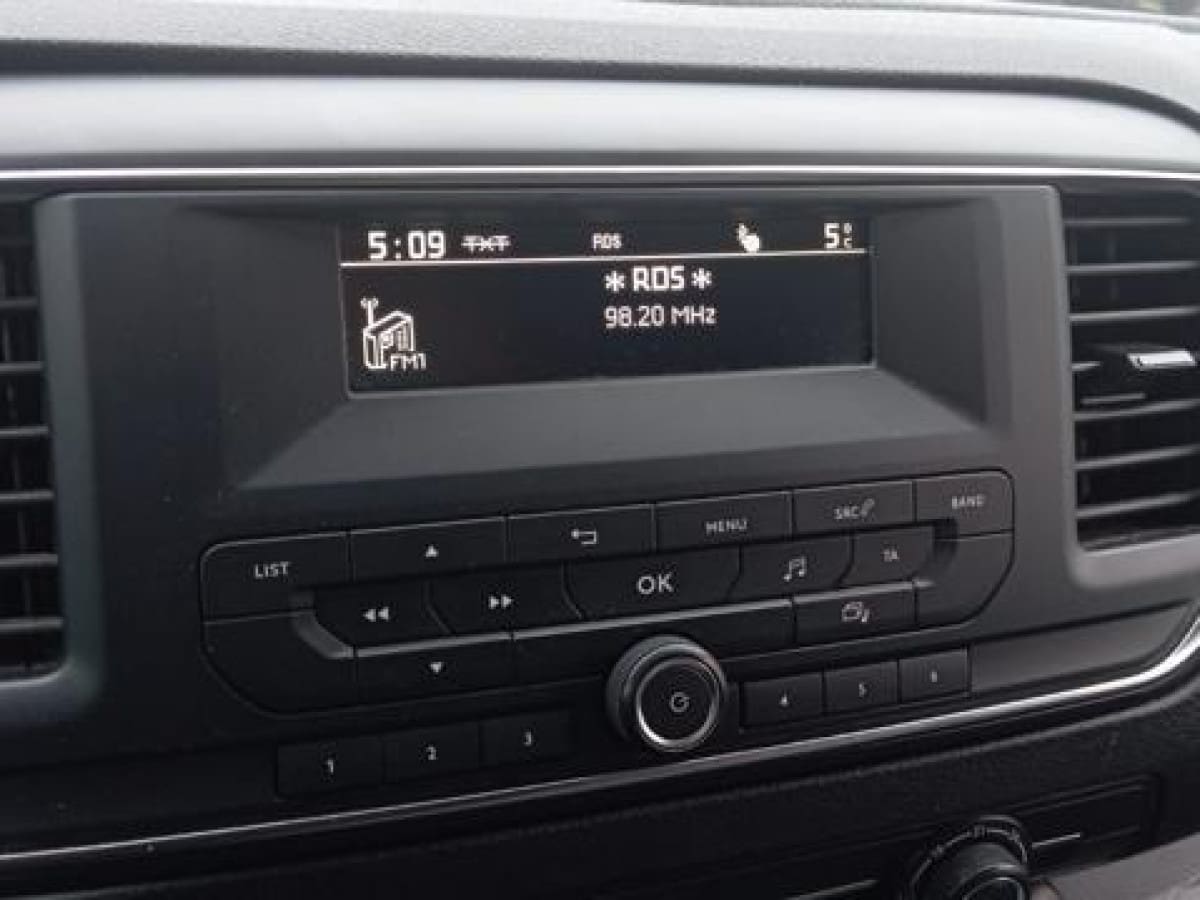 5:09 TXT RDS 5°C
* RDS *
98.20 MHz
FM1
LIST MENU SRC BAND
OK TA
4 5 6
1 2 3